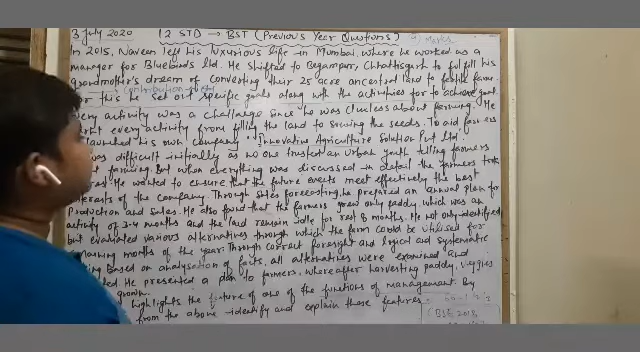 3 July 2020 12 STD → BST (Previous Year Questions) Marks
In 2015, Naveen left his luxurious life in Mumbai, where he worked as a
manager for Bluebirds Ltd. He shifted to Begampur, Chhattisgarh to fulfill his
grandmother's dream of converting their 25 acre ancestral land to fertile farm.
For this he set out specific goals along with the activities for to achieve goal.
every activity was a challange since he was clueless about farming. He
every activity from filling the land to sowing the seeds. To aid farmers
launched his own company "Innovative Agriculture Solution Pvt Ltd"
was difficult initially as no one trusted an urban youth telling farmers
farming. But when everything was discussed in detail the farmers took
He wanted to ensure that the future events meet effectively the best
interests of the company. Through sales forecasting, he prepared an annual plan for
production and sales. He also found that the farmers grew only paddy, which was an
activity of 3-4 months and the land remain idle for rest 8 months. He not only identified
but evaluated various alternatives through which the farm could be utilised for
months of the year. Through correct foresight and logical and systematic
based on analysation of facts, all alternatives were examined and
He presented a plan to farmers, where after harvesting paddy, veggies
grown.
highlights the future of one of the functions of management. By
from the above identify and explain these features